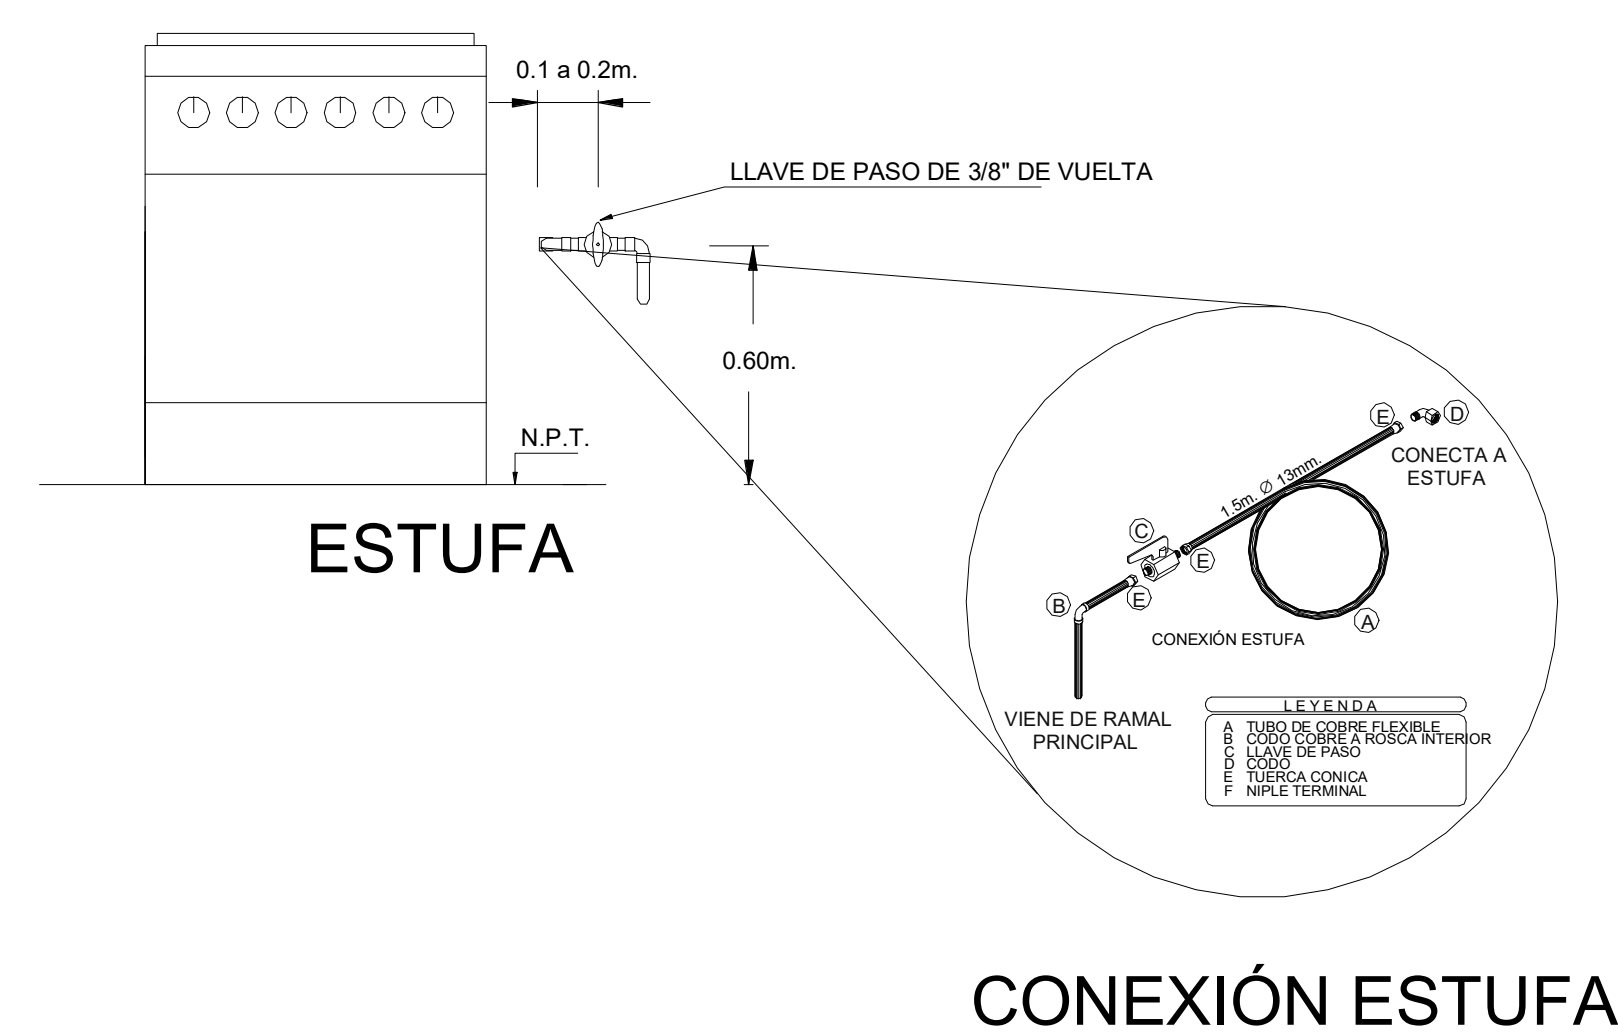 0.1 a 0.2m.
LLAVE DE PASO DE 3/8" DE VUELTA
0.60m.
N.P.T.
ESTUFA
E
D
CONECTA A
ESTUFA
1.5m. Ø 13mm.
C
E
E
B
A
CONEXIÓN ESTUFA
VIENE DE RAMAL
PRINCIPAL
LEYENDA
A TUBO DE COBRE FLEXIBLE
B CODO COBRE A ROSCA INTERIOR
C LLAVE DE PASO
D CODO
E TUERCA CONICA
F NIPLE TERMINAL
CONEXIÓN ESTUFA